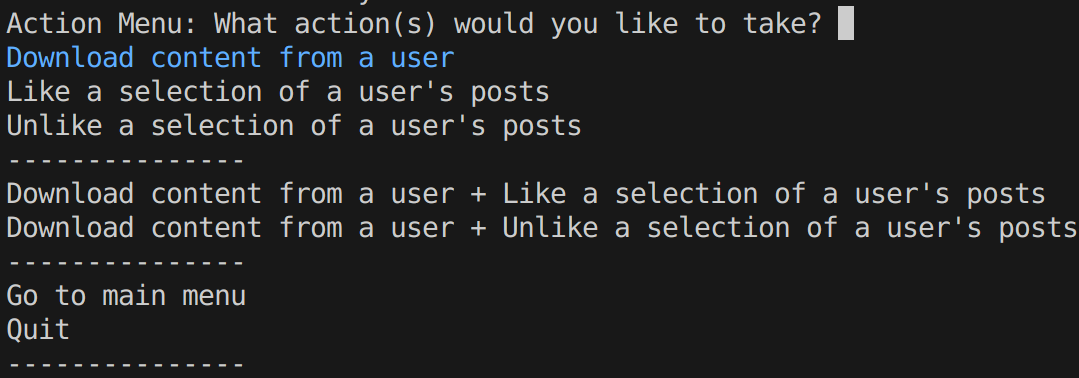 Action Menu: What action(s) would you like to take?
Download content from a user
Like a selection of a user's posts
Unlike a selection of a user's posts
---------------
Download content from a user + Like a selection of a user's posts
Download content from a user + Unlike a selection of a user's posts
---------------
Go to main menu
Quit
---------------